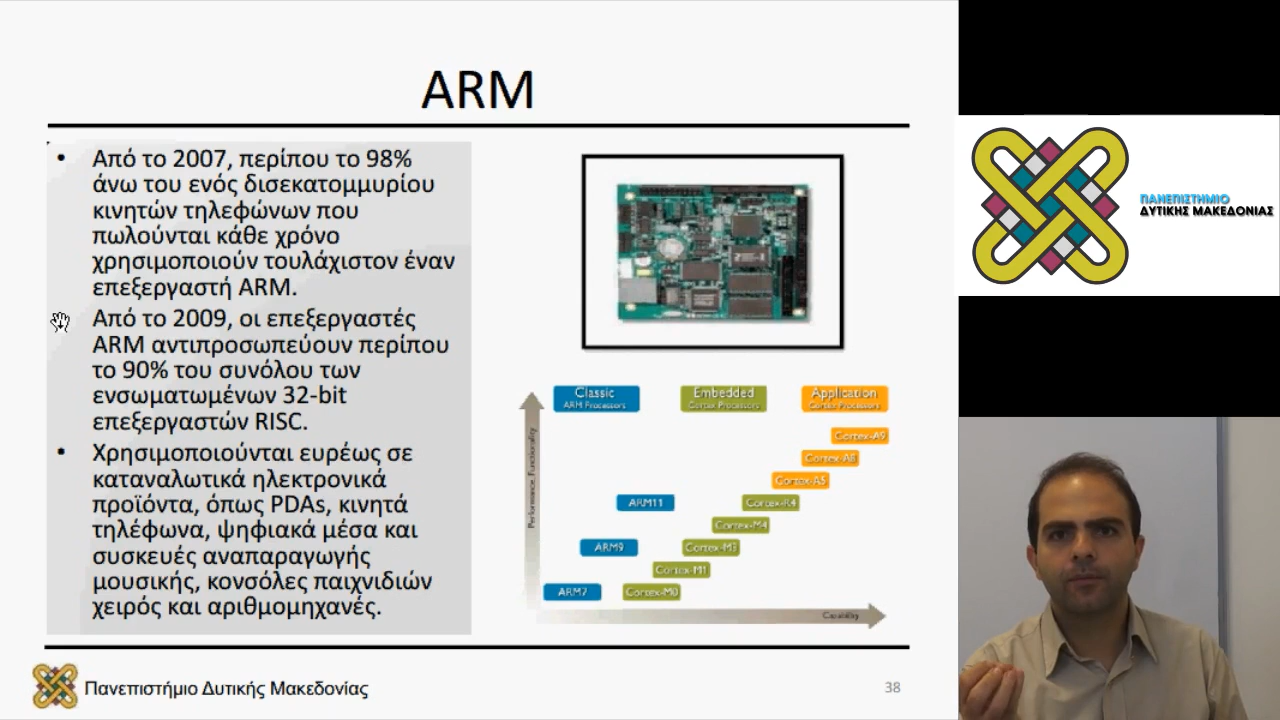 ARM
• Από το 2007, περίπου το 98%
άνω του ενός δισεκατομμυρίου
κινητών τηλεφώνων που
πωλούνται κάθε χρόνο
χρησιμοποιούν τουλάχιστον έναν
επεξεργαστή ARM.
Από το 2009, οι επεξεργαστές
ARM αντιπροσωπεύουν περίπου
το 90% του συνόλου των
ενσωματωμένων 32-bit
επεξεργαστών RISC.
• Χρησιμοποιούνται ευρέως σε
καταναλωτικά ηλεκτρονικά
προϊόντα, όπως PDAs, κινητά
τηλέφωνα, ψηφιακά μέσα και
συσκευές αναπαραγωγής
μουσικής, κονσόλες παιχνιδιών
χειρός και αριθμομηχανές.
Classic
ARM Processors
Embedded
Cortex Processors
Application
Cortex Processors
Performance, Functionality
Cortex-A9
Cortex-A8
Cortex-A5
ARM11
Cortex-R4
Cortex-M4
ARM9
Cortex-M3
Cortex-M1
ARM7
Cortex-M0
Capability
Πανεπιστήμιο Δυτικής Μακεδονίας
38
ΠΑΝΕΠΙΣΤΗΜΙΟ
ΔΥΤΙΚΗΣ ΜΑΚΕΔΟΝΙΑΣ